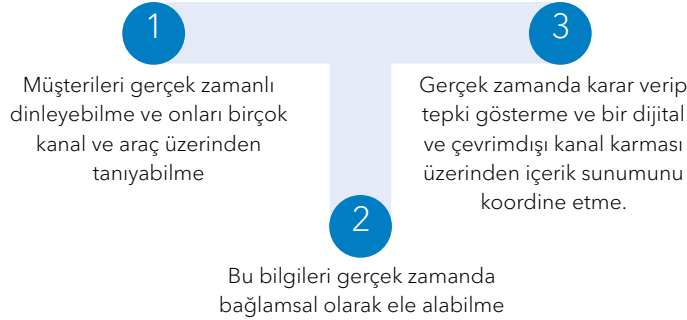 1
Müşterileri gerçek zamanlı
dinleyebilme ve onları birçok
kanal ve araç üzerinden
tanıyabilme
2
Bu bilgileri gerçek zamanda
bağlamsal olarak ele alabilme
3
Gerçek zamanda karar verip
tepki gösterme ve bir dijital
ve çevrimdışı kanal karması
üzerinden içerik sunumunu
koordine etme.